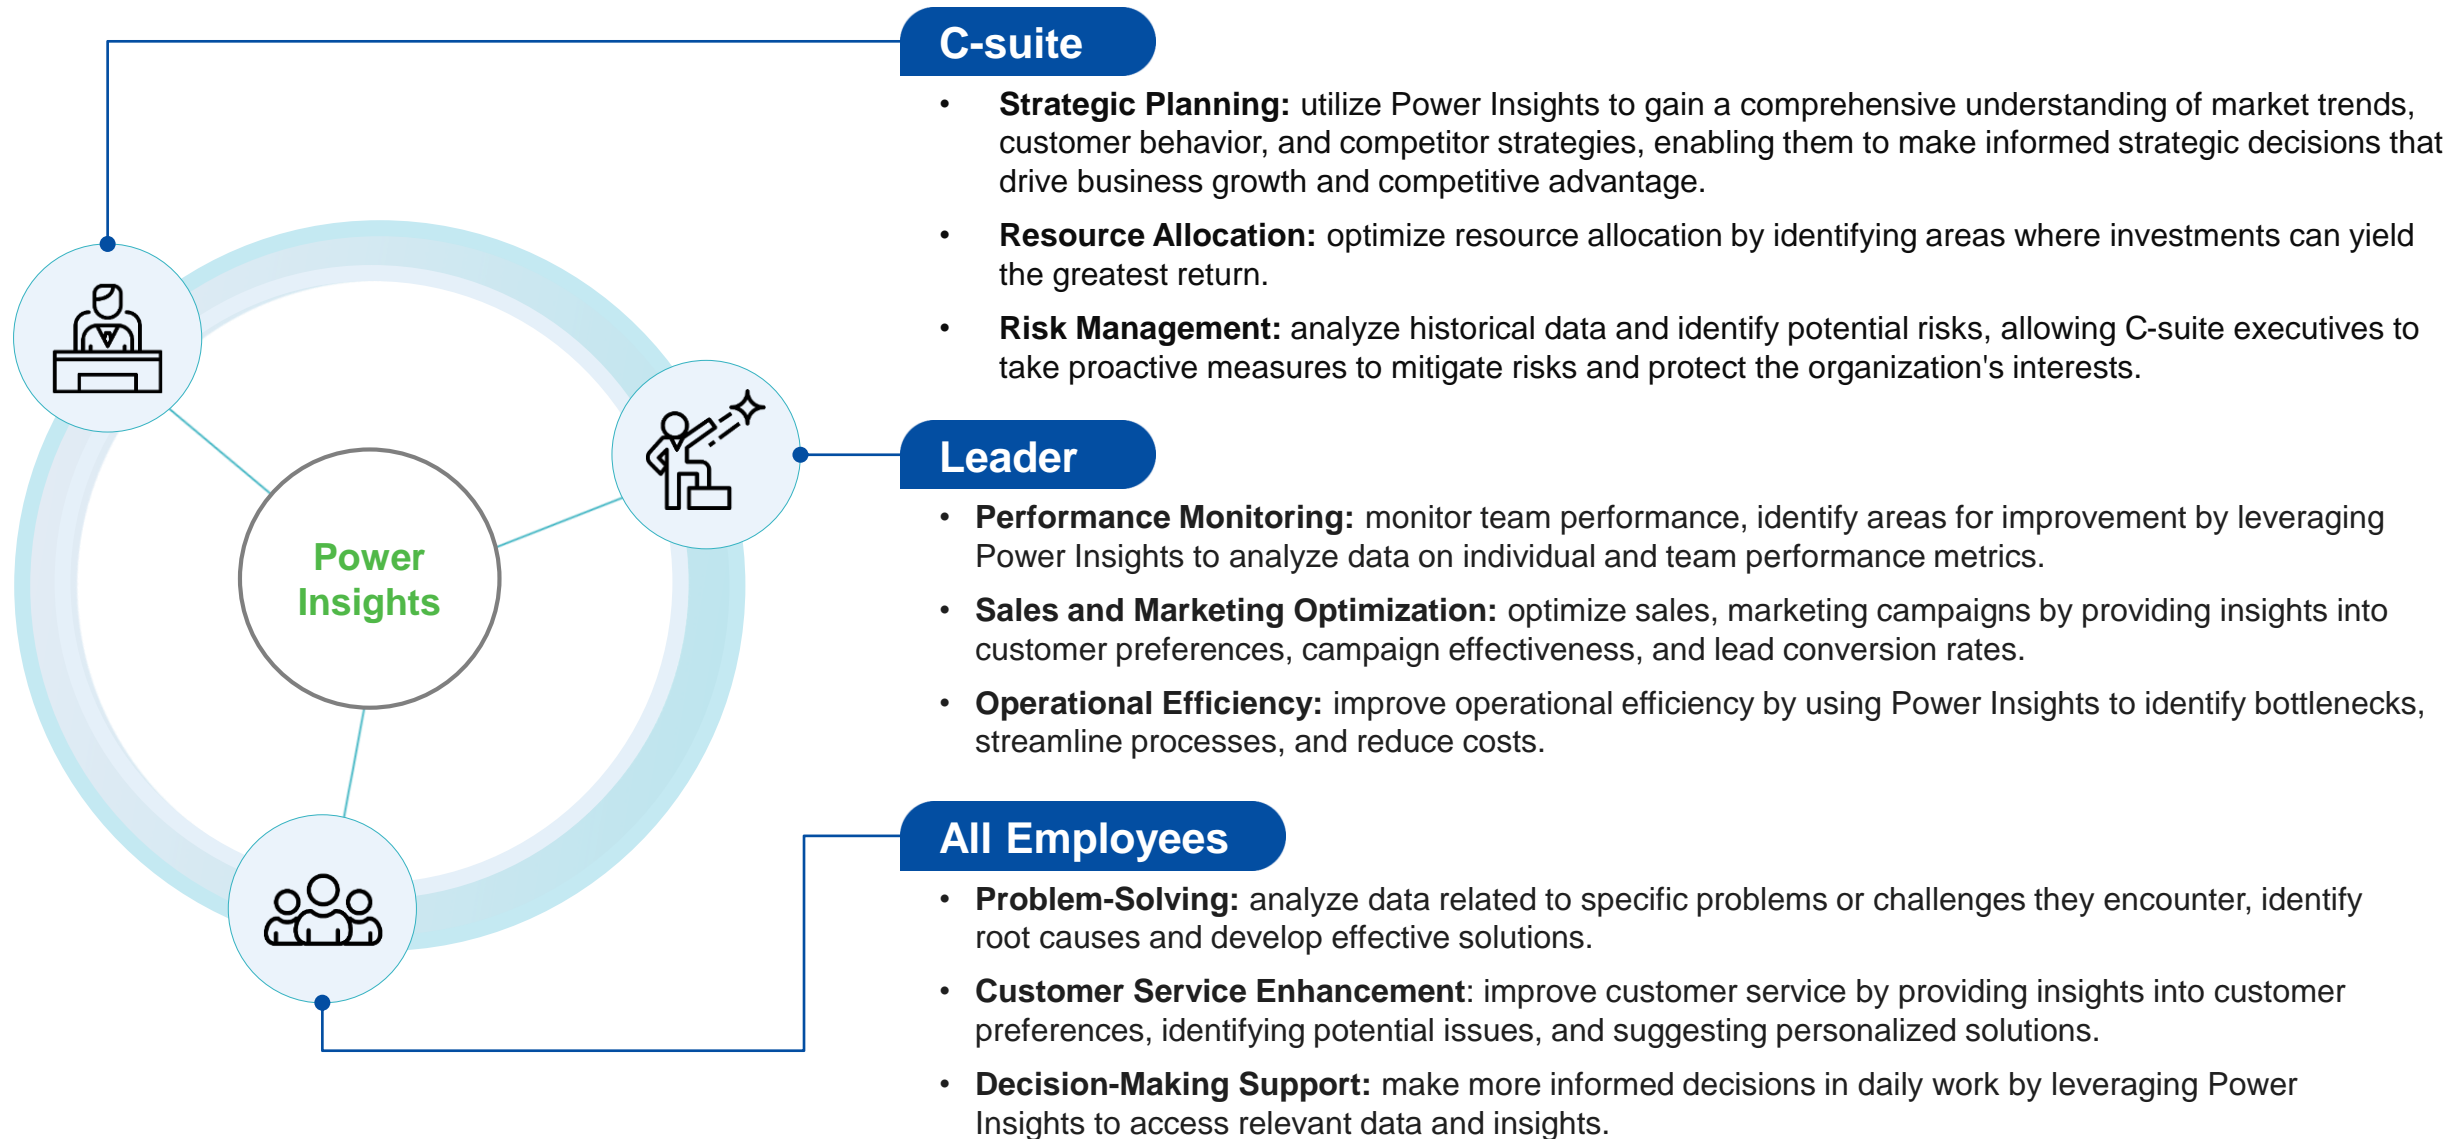 C-suite
• Strategic Planning: utilize Power Insights to gain a comprehensive understanding of market trends,
customer behavior, and competitor strategies, enabling them to make informed strategic decisions that
drive business growth and competitive advantage.
• Resource Allocation: optimize resource allocation by identifying areas where investments can yield
the greatest return.
• Risk Management: analyze historical data and identify potential risks, allowing C-suite executives to
take proactive measures to mitigate risks and protect the organization's interests.
Power
Insights
Leader
• Performance Monitoring: monitor team performance, identify areas for improvement by leveraging
Power Insights to analyze data on individual and team performance metrics.
• Sales and Marketing Optimization: optimize sales, marketing campaigns by providing insights into
customer preferences, campaign effectiveness, and lead conversion rates.
• Operational Efficiency: improve operational efficiency by using Power Insights to identify bottlenecks,
streamline processes, and reduce costs.
All Employees
• Problem-Solving: analyze data related to specific problems or challenges they encounter, identify
root causes and develop effective solutions.
• Customer Service Enhancement: improve customer service by providing insights into customer
preferences, identifying potential issues, and suggesting personalized solutions.
• Decision-Making Support: make more informed decisions in daily work by leveraging Power
Insights to access relevant data and insights.